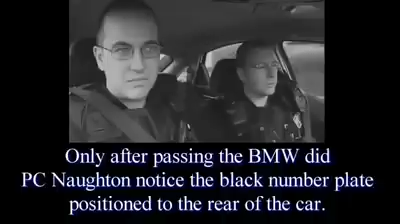 Only after passing the BMW did
PC Naughton notice the black number plate
positioned to the rear of the car.